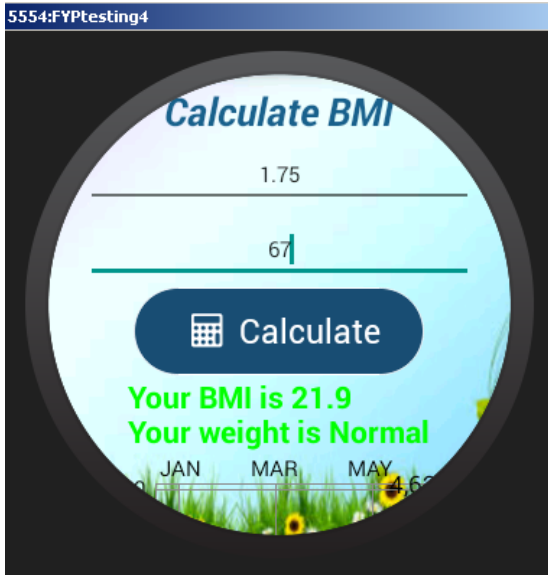 5554:FYPtesting4
Calculate BMI
1.75
67
Calculate
Your BMI is 21.9
Your weight is Normal
JAN MAR MAY